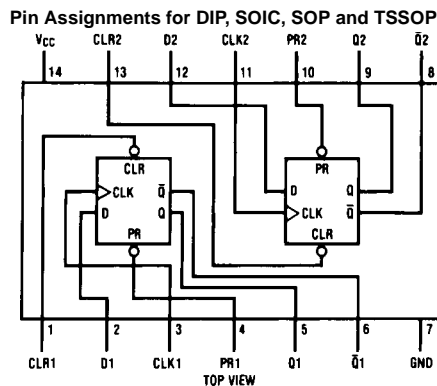 Pin Assignments for DIP, SOIC, SOP and TSSOP
VCC CLR2 D2 CLK2 PR2 Q2 Q̅2
14 13 12 11 10 9 8
CLR PR
CLK Q̅ D Q
D Q CLK Q̅
PR CLR
1 2 3 4 5 6 7
CLR1 D1 CLK1 PR1 Q1 Q̅1 GND
TOP VIEW